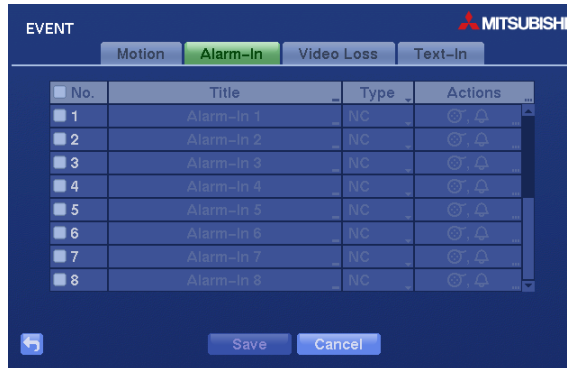 EVENT
MITSUBISHI
Motion Alarm-In Video Loss Text-In
No. Title Type Actions
1 Alarm-In 1 NC
2 Alarm-In 2 NC
3 Alarm-In 3 NC
4 Alarm-In 4 NC
5 Alarm-In 5 NC
6 Alarm-In 6 NC
7 Alarm-In 7 NC
8 Alarm-In 8 NC
Save Cancel